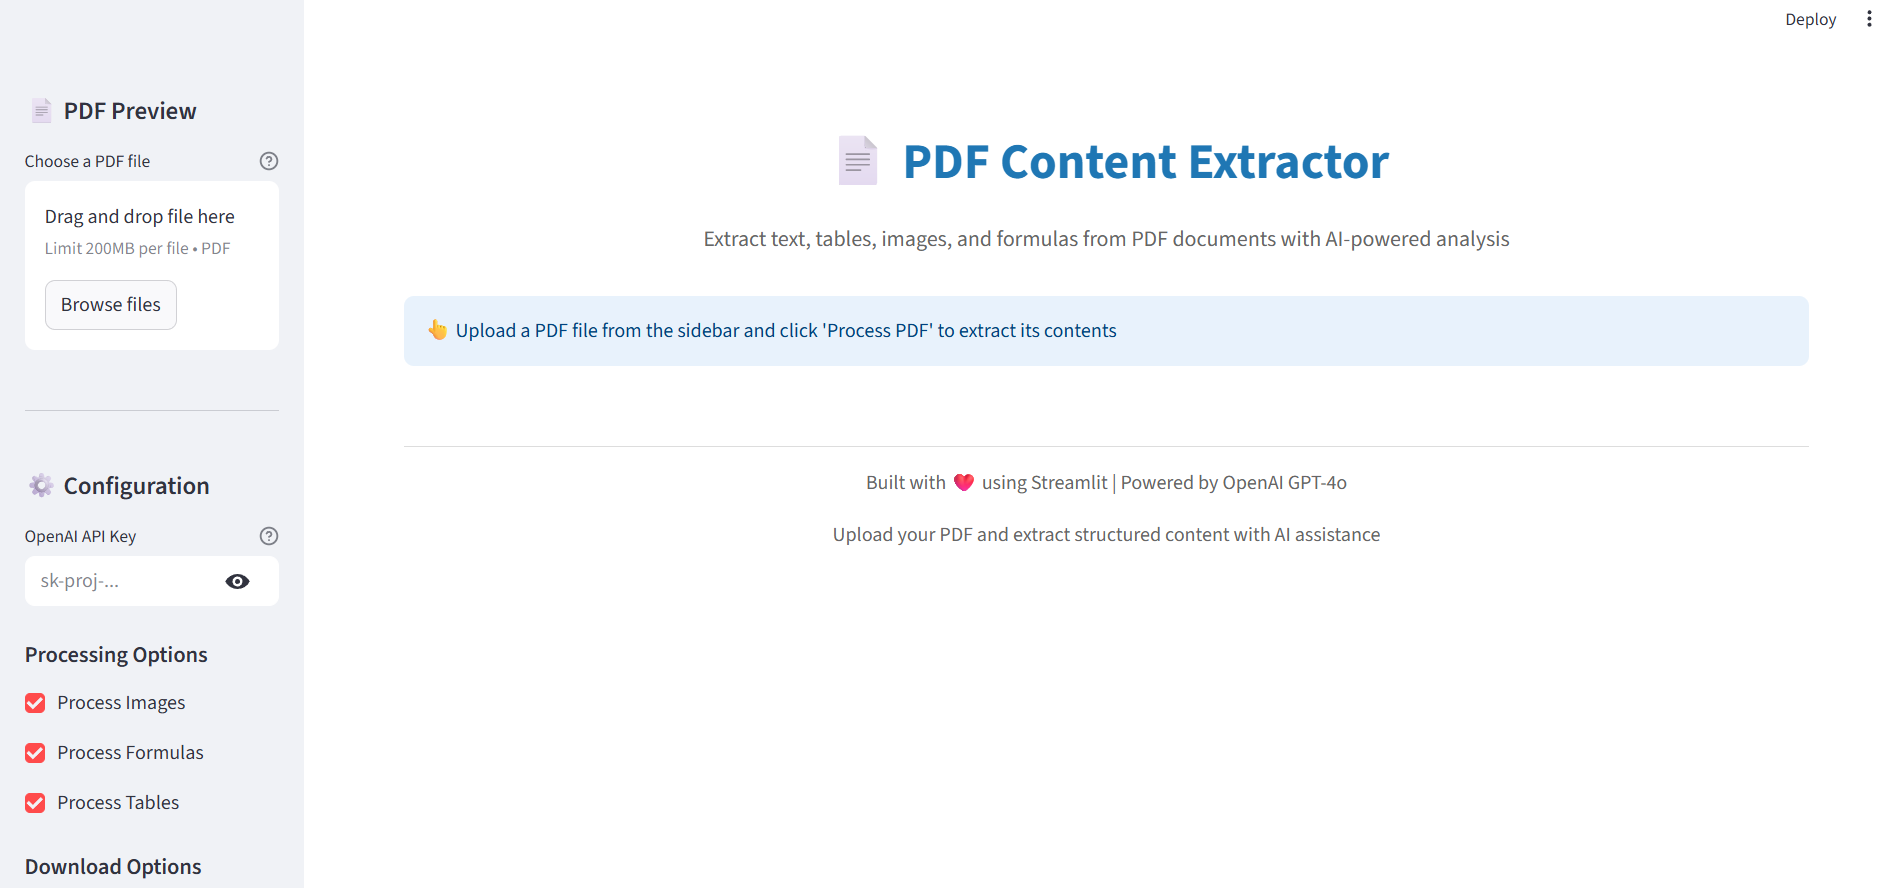 Deploy
PDF Preview
Choose a PDF file
Drag and drop file here
Limit 200MB per file • PDF
Browse files
Configuration
OpenAI API Key
sk-proj-...
Processing Options
Process Images
Process Formulas
Process Tables
Download Options
PDF Content Extractor
Extract text, tables, images, and formulas from PDF documents with AI-powered analysis
👆 Upload a PDF file from the sidebar and click 'Process PDF' to extract its contents
Built with ❤️ using Streamlit | Powered by OpenAI GPT-4o
Upload your PDF and extract structured content with AI assistance